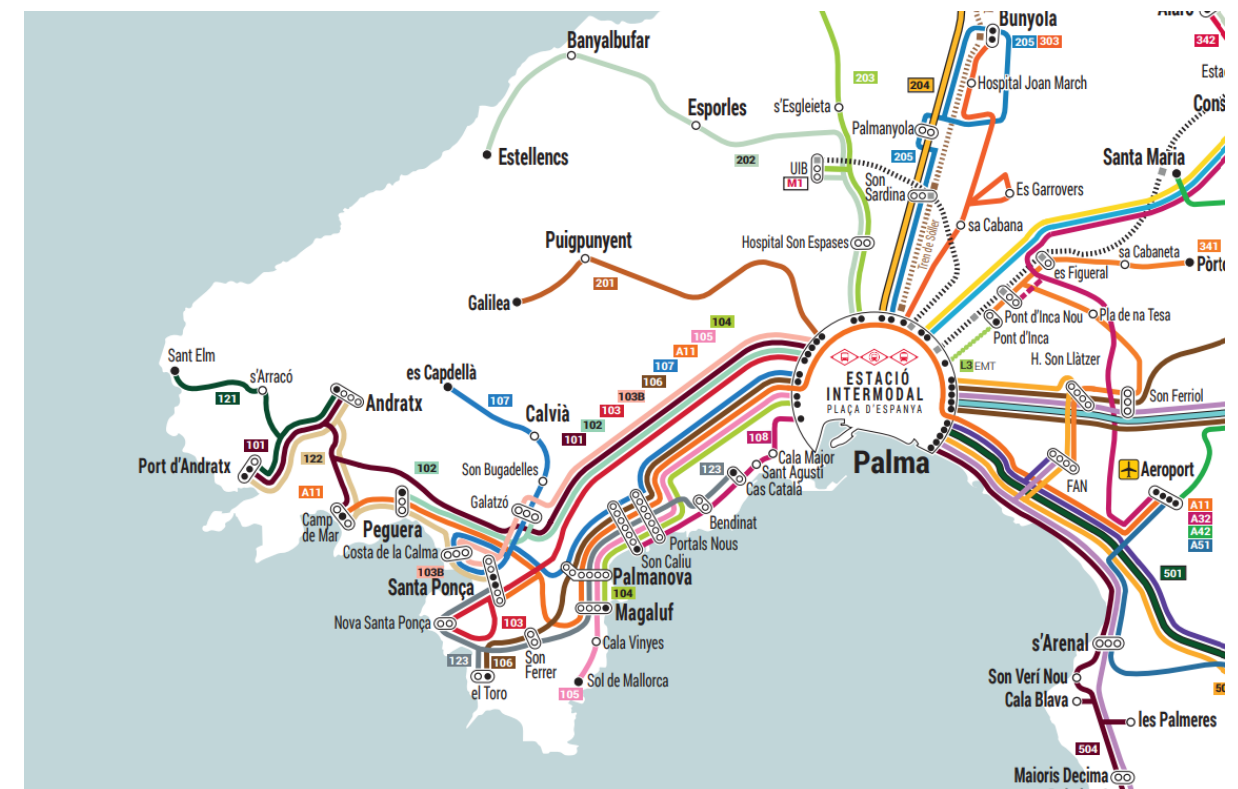 Bunyola
205 303
Alaró
342
Banyalbufar
203
204
Hospital Joan March
Esporles
s'Esgleieta
Palmanyola
Estellencs
202
UIB
M1
205
Santa Maria
Son
Sardina
Es Garrovers
Tren de Sóller
sa Cabana
Puigpunyent
Hospital Son Espases
sa Cabaneta
341
es Figueral
201
Galilea
Pont d'Inca Nou
Pla de na Tesa
Pont d'Inca
104
105
A11
107
106
103B
103
102
101
L3 EMT
H. Son Llàtzer
Son Ferriol
ESTACIÓ
INTERMODAL
PLAÇA D'ESPANYA
Palma
Sant Elm
s'Arracó
121
es Capdellà
107
Andratx
Calvià
101
Port d'Andratx
122
102
Son Bugadelles
Galatzó
A11
Camp
de Mar
Peguera
Costa de la Calma
103B
Santa Ponça
108
Cala Major
Sant Agustí
Cas Català
123
Bendinat
Portals Nous
Son Caliu
Palmanova
104
Magaluf
FAN
Aeroport
A11
A32
A42
A51
501
Nova Santa Ponça
103
Cala Vinyes
123
106
Son
Ferrer
el Toro
105
Sol de Mallorca
s'Arenal
Son Verí Nou
Cala Blava
les Palmeres
504
Maioris Decima